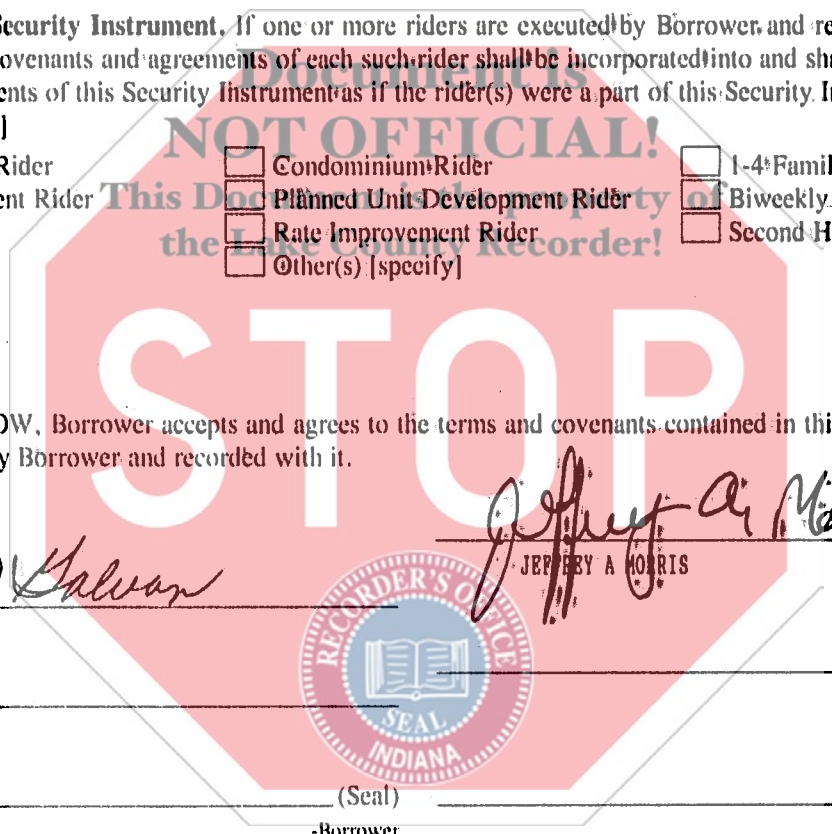 Security Instrument. If one or more riders are executed by Borrower and re
ovenants and agreements of each such rider shall be incorporated into and sha
ents of this Security Instrument as if the rider(s) were a part of this Security I
]
Document is
NOT OFFICIAL!
This Document is the property of
the Lake County Recorder!
Rider
Condominium Rider
1-4 Famil
ent Rider
Planned Unit Development Rider
Biweekly
Rate Improvement Rider
Second H
Other(s) [specify]
STOP
OW, Borrower accepts and agrees to the terms and covenants contained in thi
y Borrower and recorded with it.
Jeffrey A. M
JEFFREY A MORRIS
Galvan
RECORDER'S OFFICE
SEAL
INDIANA
(Seal)
-Borrower